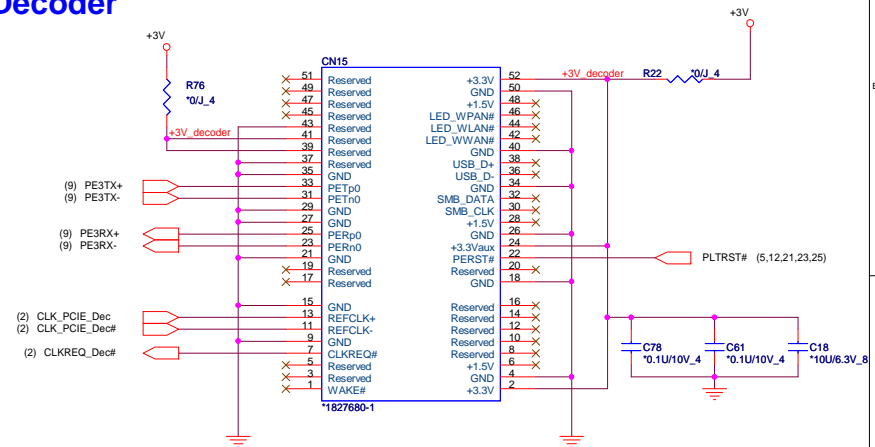 Decoder
+3V
+3V
CN15
R76
*0/J_4
+3V_decoder
+3V_decoder
R22
*0/J_4
51 Reserved
49 Reserved
47 Reserved
45 Reserved
43 Reserved
41 Reserved
39 Reserved
37 Reserved
35 GND
33 PETp0
31 PETn0
29 GND
27 GND
25 PERp0
23 PERn0
21 GND
19 Reserved
17 Reserved
15 GND
13 REFCLK+
11 REFCLK-
9 GND
7 CLKREQ#
5 Reserved
3 Reserved
1 WAKE#
+3.3V 52
GND 50
+1.5V 48
LED_WPAN# 46
LED_WLAN# 44
LED_WWAN# 42
GND 40
USB_D+ 38
USB_D- 36
GND 34
SMB_DATA 32
SMB_CLK 30
+1.5V 28
GND 26
+3.3Vaux 24
PERST# 22
Reserved 20
GND 18
Reserved 16
Reserved 14
Reserved 12
Reserved 10
Reserved 8
+1.5V 6
GND 4
+3.3V 2
*1827680-1
(9) PE3TX+
(9) PE3TX-
(9) PE3RX+
(9) PE3RX-
(2) CLK_PCIE_Dec
(2) CLK_PCIE_Dec#
(2) CLKREQ_Dec#
PLTRST# (5,12,21,23,25)
C78
*0.1U/10V_4
C61
*0.1U/10V_4
C18
*10U/6.3V_8